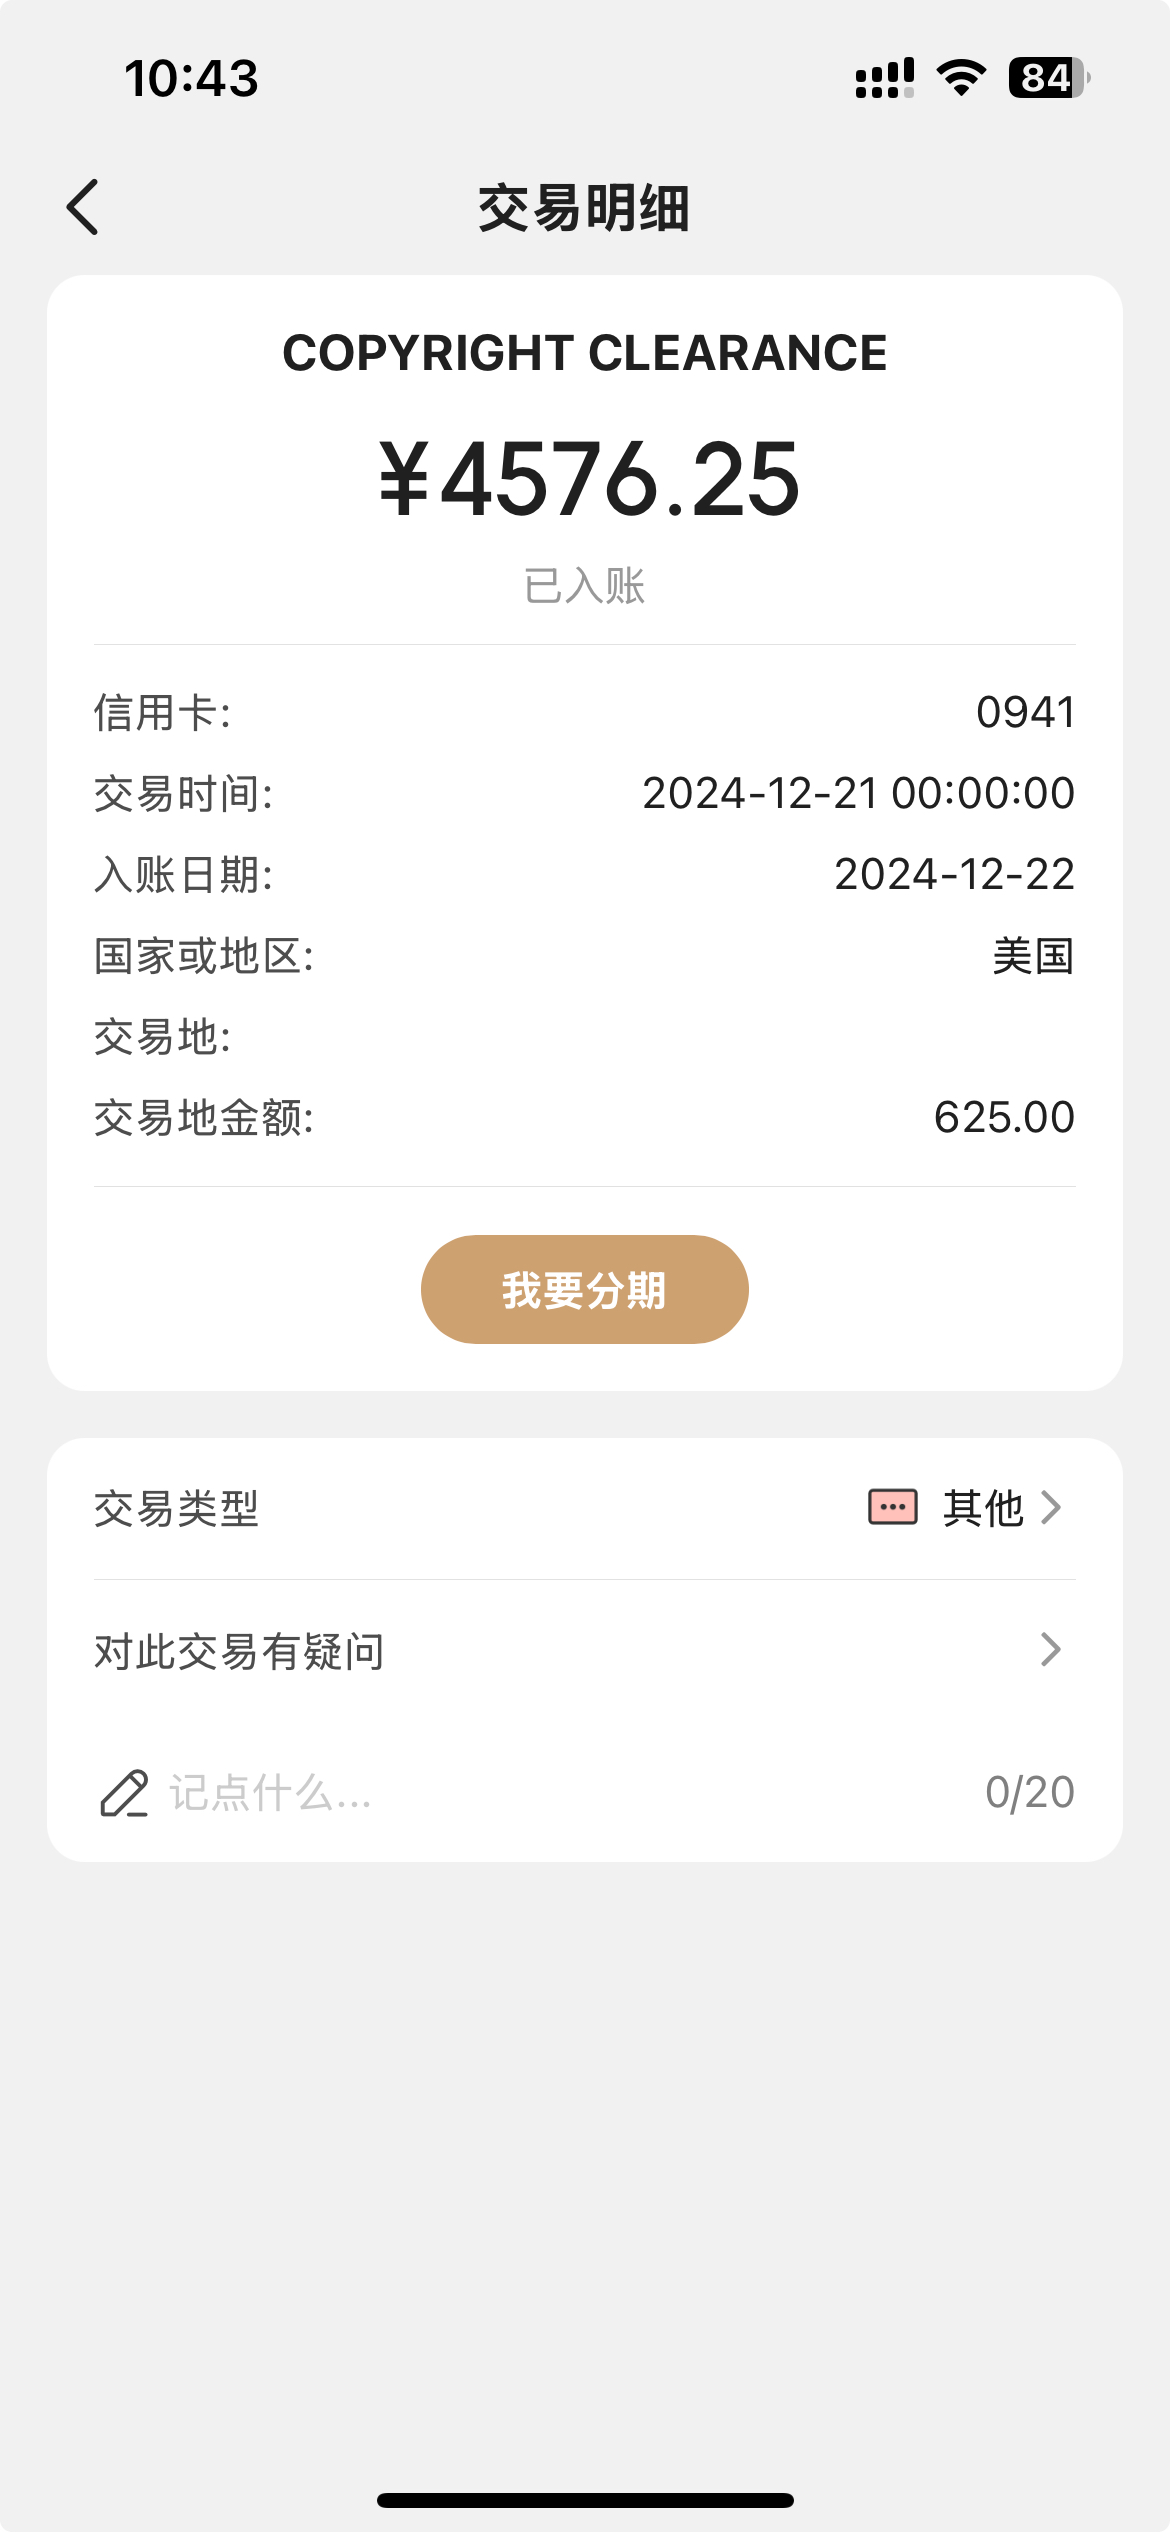 10:43
84
交易明细
COPYRIGHT CLEARANCE
¥4576.25
已入账
信用卡: 0941
交易时间: 2024-12-21 00:00:00
入账日期: 2024-12-22
国家或地区: 美国
交易地:
交易地金额: 625.00
我要分期
交易类型 其他
对此交易有疑问
记点什么... 0/20